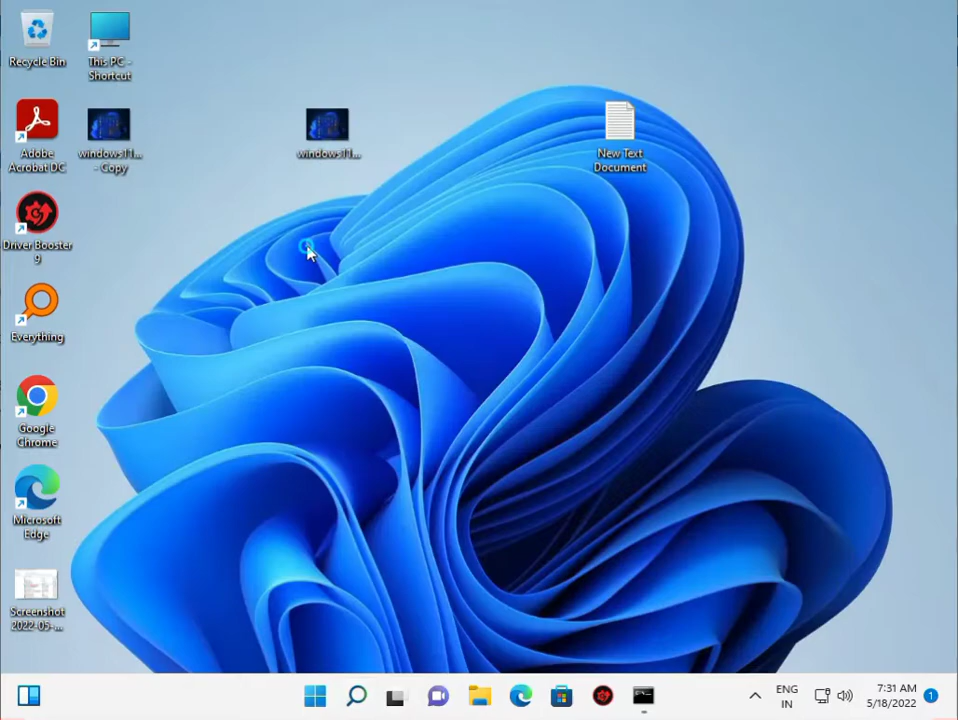 Recycle Bin
This PC -
Shortcut
Adobe
Acrobat DC
windows11...
- Copy
windows11...
New Text
Document
Driver Booster
9
Everything
Google
Chrome
Microsoft
Edge
Screenshot
2022-05-...
ENG
IN
7:31 AM
5/18/2022
1